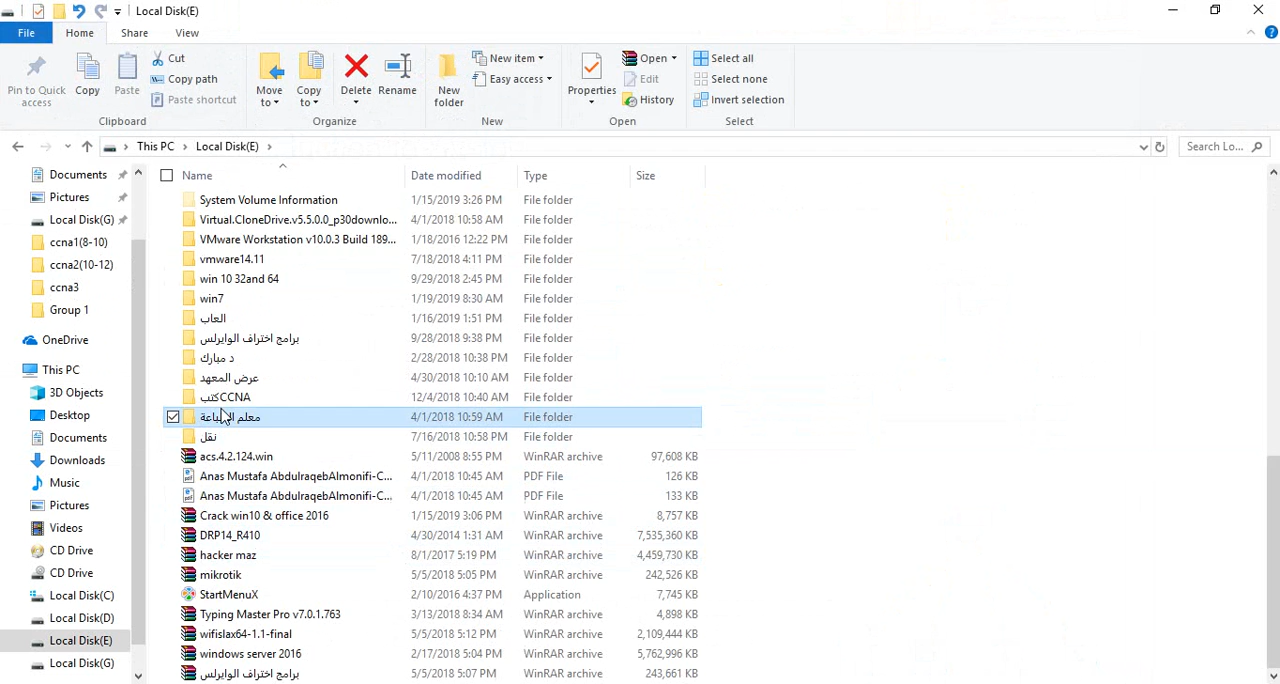 Local Disk(E)
File Home Share View
Pin to Quick access
Copy
Paste
Cut
Copy path
Paste shortcut
Clipboard
Move to
Copy to
Delete
Rename
Organize
New folder
New item
Easy access
New
Properties
Open
Edit
History
Open
Select all
Select none
Invert selection
Select
This PC Local Disk(E)
Search Lo...
Documents
Pictures
Local Disk(G)
ccna1(8-10)
ccna2(10-12)
ccna3
Group 1
OneDrive
This PC
3D Objects
Desktop
Documents
Downloads
Music
Pictures
Videos
CD Drive
CD Drive
Local Disk(C)
Local Disk(D)
Local Disk(E)
Local Disk(G)
Name Date modified Type Size
System Volume Information 1/15/2019 3:26 PM File folder
Virtual.CloneDrive.v5.5.0.0_p30downlo... 4/1/2018 10:58 AM File folder
VMware Workstation v10.0.3 Build 189... 1/18/2016 12:22 PM File folder
vmware14.11 7/18/2018 4:11 PM File folder
win 10 32and 64 9/29/2018 2:45 PM File folder
win7 1/19/2019 8:30 AM File folder
العاب 1/16/2019 1:51 PM File folder
برامج اختراف الوايرلس 9/28/2018 9:38 PM File folder
د مبارك 2/28/2018 10:38 PM File folder
عرض المعهد 4/30/2018 10:10 AM File folder
كتبCCNA 12/4/2018 10:40 AM File folder
معلم 4/1/2018 10:59 AM File folder
نقل 7/16/2018 10:58 PM File folder
acs.4.2.124.win 5/11/2008 8:55 PM WinRAR archive 97,608 KB
Anas Mustafa AbdulraqebAlmonifi-C... 4/1/2018 10:45 AM PDF File 126 KB
Anas Mustafa AbdulraqebAlmonifi-C... 4/1/2018 10:45 AM PDF File 133 KB
Crack win10 & office 2016 1/15/2019 3:06 PM WinRAR archive 8,757 KB
DRP14_R410 4/30/2014 1:31 AM WinRAR archive 7,535,360 KB
hacker maz 8/1/2017 5:19 PM WinRAR archive 4,459,730 KB
mikrotik 5/5/2018 5:05 PM WinRAR archive 242,526 KB
StartMenuX 2/10/2016 4:37 PM Application 7,745 KB
Typing Master Pro v7.0.1.763 3/13/2018 8:34 AM WinRAR archive 4,898 KB
wifislax64-1.1-final 5/5/2018 5:12 PM WinRAR archive 2,109,444 KB
windows server 2016 2/17/2018 5:04 PM WinRAR archive 5,762,996 KB
برامج اختراف الوايرلس 5/5/2018 5:07 PM WinRAR archive 243,661 KB